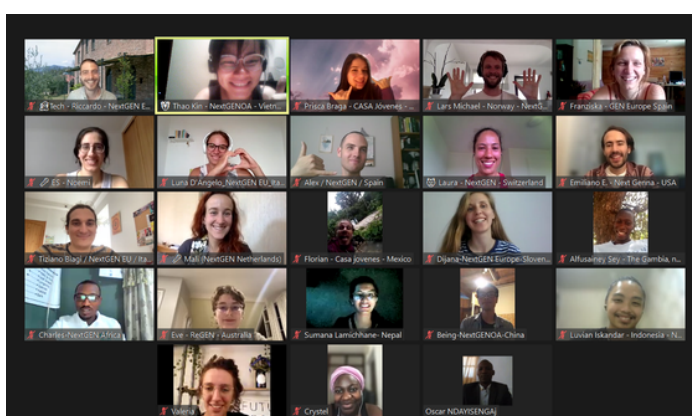 Tech - Riccardo - NextGEN E...
Thao Kin - NextGENOA - Vietn...
Prisca Braga - CASA Jóvenes - ...
Lars Michael - Norway - NextG...
Franziska - GEN Europe Spain
ES - Noemi
Luna D'Angelo_NextGEN EU_Ita...
Alex / NextGEN / Spain
Laura - NextGEN - Switzerland
Emiliano E. - Next Genna - USA
Tiziano Biagi / NextGEN EU / Ita...
Mali (NextGEN Netherlands)
Florian - Casa jovenes - Mexico
Dijana-NextGEN Europe-Sloven...
Alfusainey Sey - The Gambia, n...
Charles-NextGEN Africa
Eve - ReGEN - Australia
Sumana Lamichhane- Nepal
Being-NextGENOA-China
Luvian Iskandar - Indonesia - N...
Valeria
Crystel
Oscar NDAYISENGAj